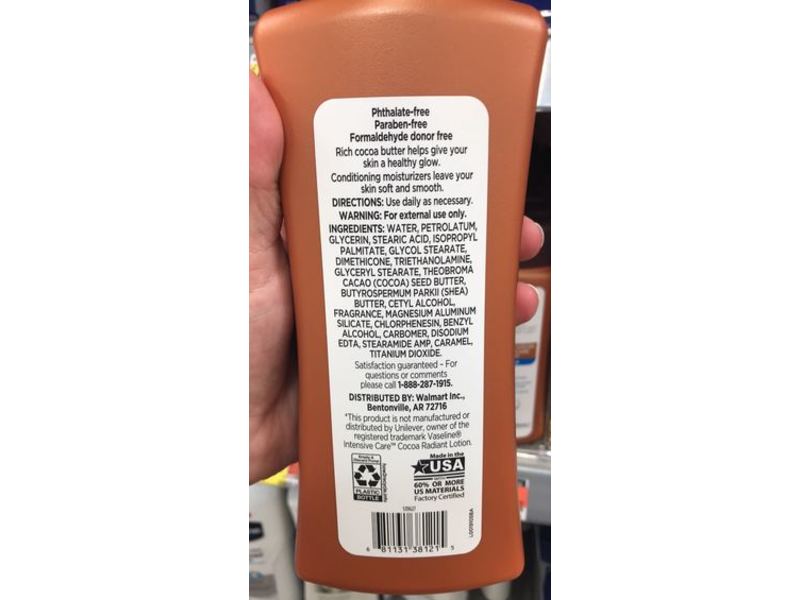 Phthalate-free
Paraben-free
Formaldehyde donor free
Rich cocoa butter helps give your
skin a healthy glow.
Conditioning moisturizers leave your
skin soft and smooth.
DIRECTIONS: Use daily as necessary.
WARNING: For external use only.
INGREDIENTS: WATER, PETROLATUM,
GLYCERIN, STEARIC ACID, ISOPROPYL
PALMITATE, GLYCOL STEARATE,
DIMETHICONE, TRIETHANOLAMINE,
GLYCERYL STEARATE, THEOBROMA
CACAO (COCOA) SEED BUTTER,
BUTYROSPERMUM PARKII (SHEA)
BUTTER, CETYL ALCOHOL,
FRAGRANCE, MAGNESIUM ALUMINUM
SILICATE, CHLORPHENESIN, BENZYL
ALCOHOL, CARBOMER, DISODIUM
EDTA, STEARAMIDE AMP, CARAMEL,
TITANIUM DIOXIDE.
Satisfaction guaranteed – For
questions or comments
please call 1-888-287-1915.
DISTRIBUTED BY: Walmart Inc.,
Bentonville, AR 72716
*This product is not manufactured or
distributed by Unilever, owner of the
registered trademark Vaseline®
Intensive Care™ Cocoa Radiant Lotion.
PLASTIC
BOTTLE
Made in the
USA
60% OR MORE
US MATERIALS
Factory Certified
6 81131 38121 5